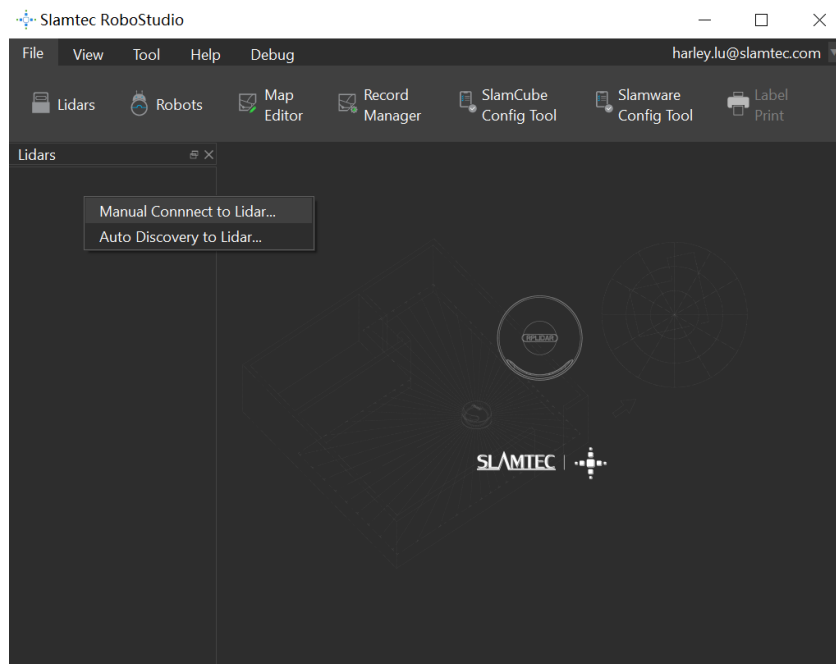 Slamtec RoboStudio
File View Tool Help Debug harley.lu@slamtec.com
Lidars
Robots
Map
Editor
Record
Manager
SlamCube
Config Tool
Slamware
Config Tool
Label
Print
Lidars
Manual Connnect to Lidar...
Auto Discovery to Lidar...
RPLIDAR
SLAMTEC